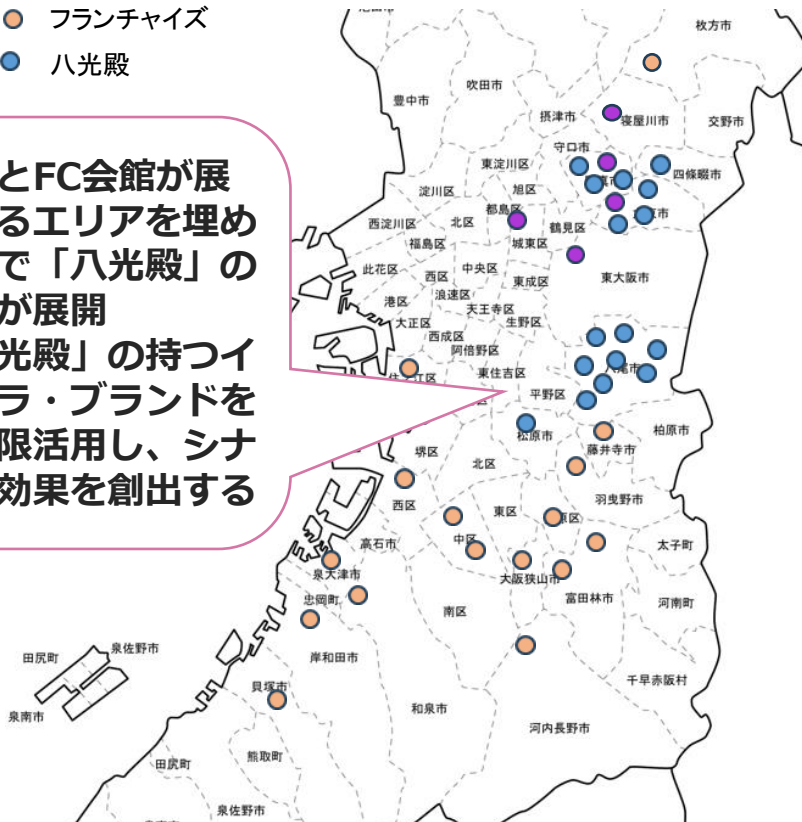 フランチャイズ
八光殿
とFC会館が展
るエリアを埋め
で「八光殿」の
が展開
光殿」の持つイ
ラ・ブランドを
限活用し、シナ
効果を創出する
枚方市
吹田市
豊中市
摂津市
寝屋川市
交野市
守口市
東淀川区
四條畷市
淀川区
旭区
都島区
西淀川区
北区
鶴見区
福島区
城東区
此花区
西区
中央区
東成区
東大阪市
港区
浪速区
天王寺区
大正区
生野区
西成区
阿倍野区
東住吉区
平野区
八尾市
松原市
柏原市
藤井寺市
堺区
北区
西区
東区
羽曳野市
原区
高石市
中区
太子町
泉大津市
大阪狭山市
忠岡町
富田林市
河南町
南区
泉佐野市
田尻町
岸和田市
千早赤阪村
貝塚市
泉南市
和泉市
河内長野市
熊取町
田尻町
泉佐野市